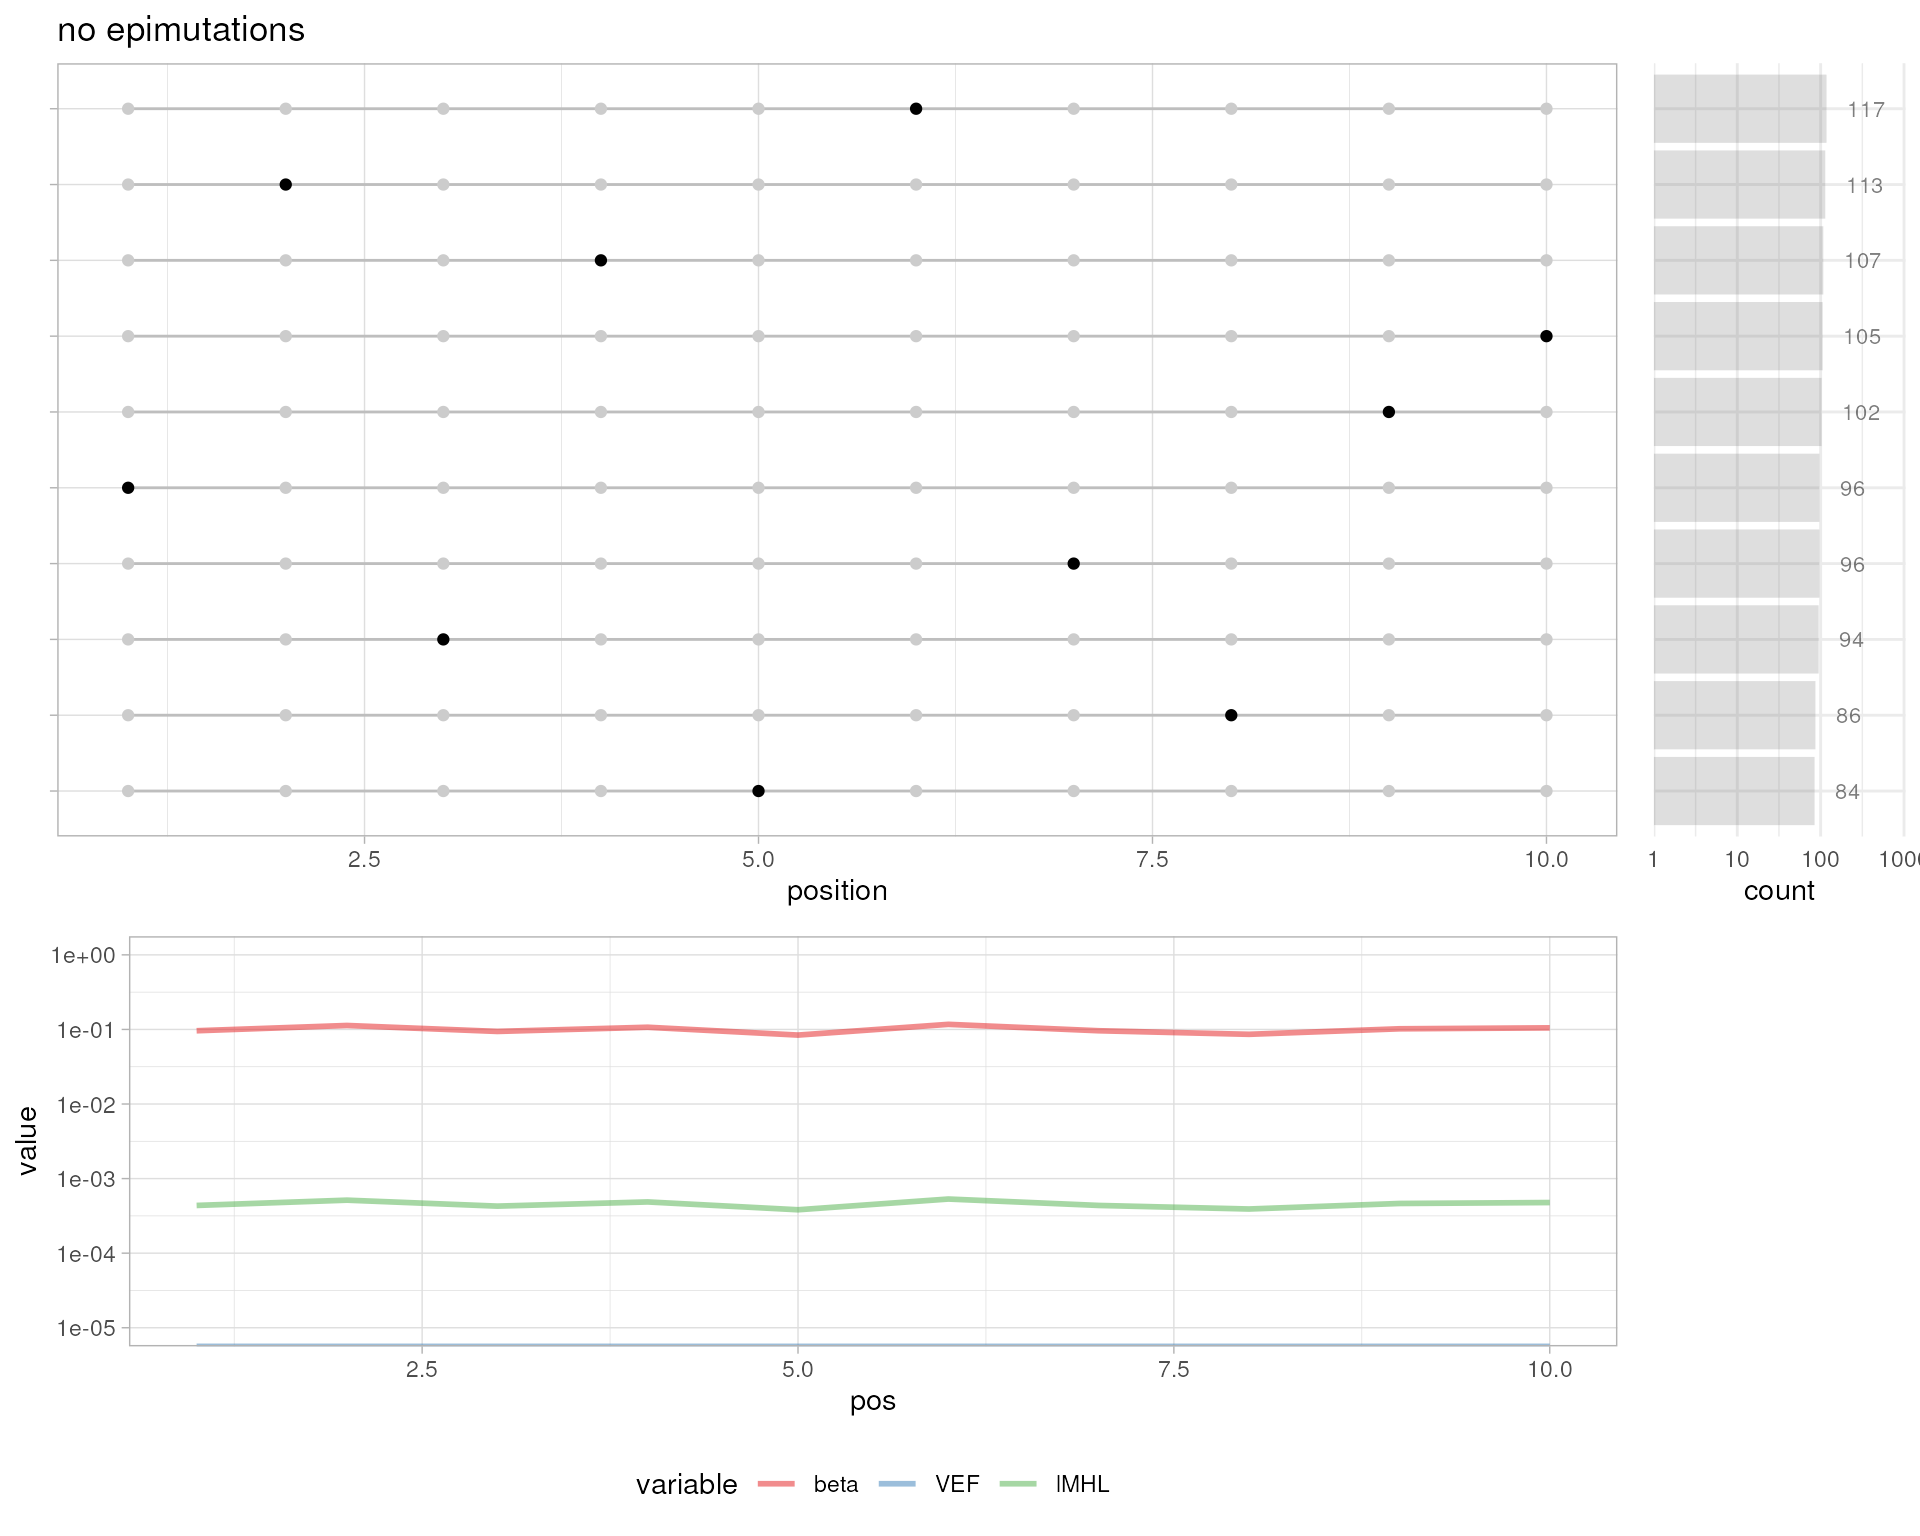 no epimutations
117
113
107
105
102
96
96
94
86
84
2.5 5.0 7.5 10.0
position
1 10 100
count
1e+00
1e-01
1e-02
1e-03
1e-04
1e-05
value
2.5 5.0 7.5 10.0
pos
variable beta VEF lMHL